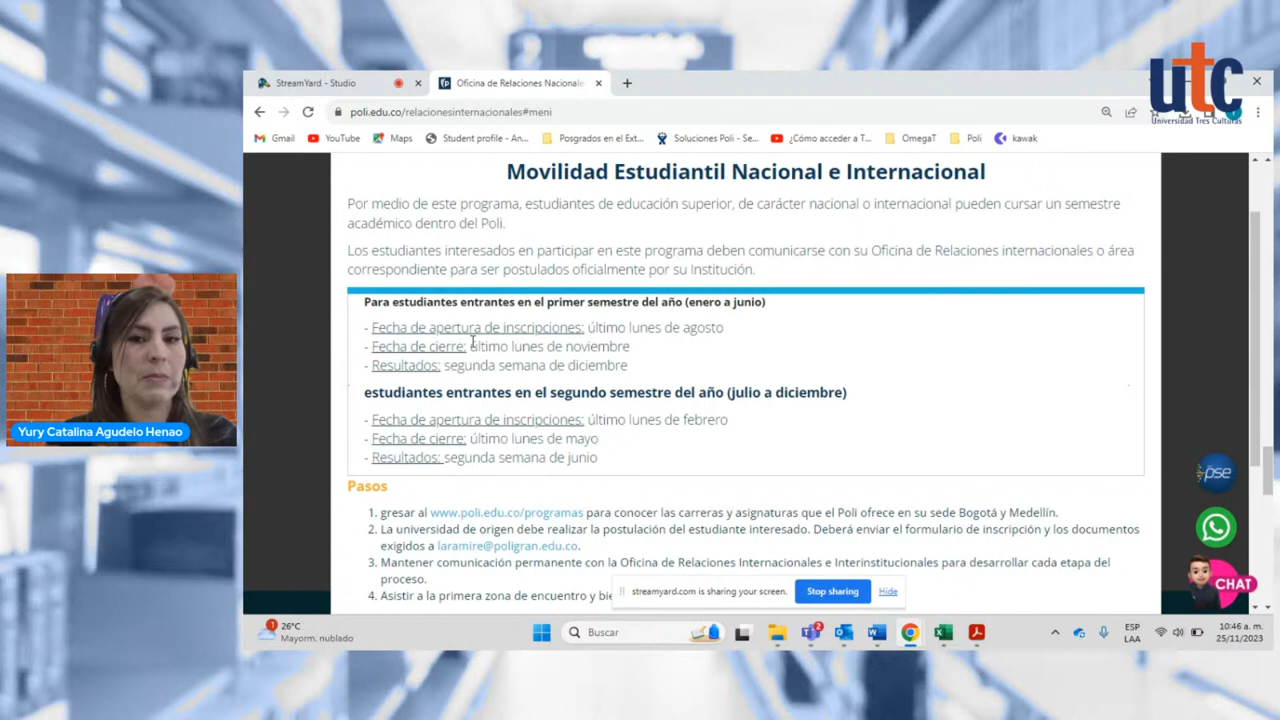 utc
Universidad Tres Culturas
StreamYard - Studio
Oficina de Relaciones Nacionale
poli.edu.co/relacionesinternacionales#meni
Gmail YouTube Maps Student profile - An... Posgrados en el Ext... Soluciones Poli - Se... ¿Cómo acceder a T... OmegaT Poli kawak
Movilidad Estudiantil Nacional e Internacional
Por medio de este programa, estudiantes de educación superior, de carácter nacional o internacional pueden cursar un semestre
académico dentro del Poli.
Los estudiantes interesados en participar en este programa deben comunicarse con su Oficina de Relaciones internacionales o área
correspondiente para ser postulados oficialmente por su Institución.
Para estudiantes entrantes en el primer semestre del año (enero a junio)
- Fecha de apertura de inscripciones: último lunes de agosto
- Fecha de cierre: último lunes de noviembre
- Resultados: segunda semana de diciembre
estudiantes entrantes en el segundo semestre del año (julio a diciembre)
- Fecha de apertura de inscripciones: último lunes de febrero
- Fecha de cierre: último lunes de mayo
- Resultados: segunda semana de junio
Pasos
1. gresar al www.poli.edu.co/programas para conocer las carreras y asignaturas que el Poli ofrece en su sede Bogotá y Medellín.
2. La universidad de origen debe realizar la postulación del estudiante interesado. Deberá enviar el formulario de inscripción y los documentos
exigidos a laramire@poligran.edu.co.
3. Mantener comunicación permanente con la Oficina de Relaciones Internacionales e Interinstitucionales para desarrollar cada etapa del
proceso.
4. Asistir a la primera zona de encuentro y bie
streamyard.com is sharing your screen. Stop sharing Hide
pse
CHAT
Yury Catalina Agudelo Henao
1
26°C
Mayorm. nublado
Buscar
2
ESP
LAA
10:46 a. m.
25/11/2023